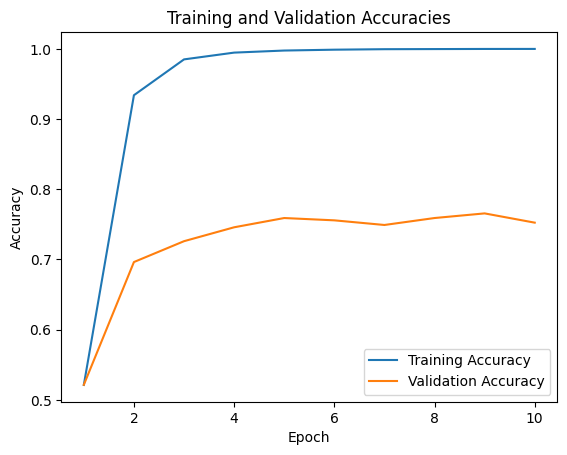 Training and Validation Accuracies
Accuracy
1.0
0.9
0.8
0.7
0.6
0.5
Training Accuracy
Validation Accuracy
2
4
6
8
10
Epoch